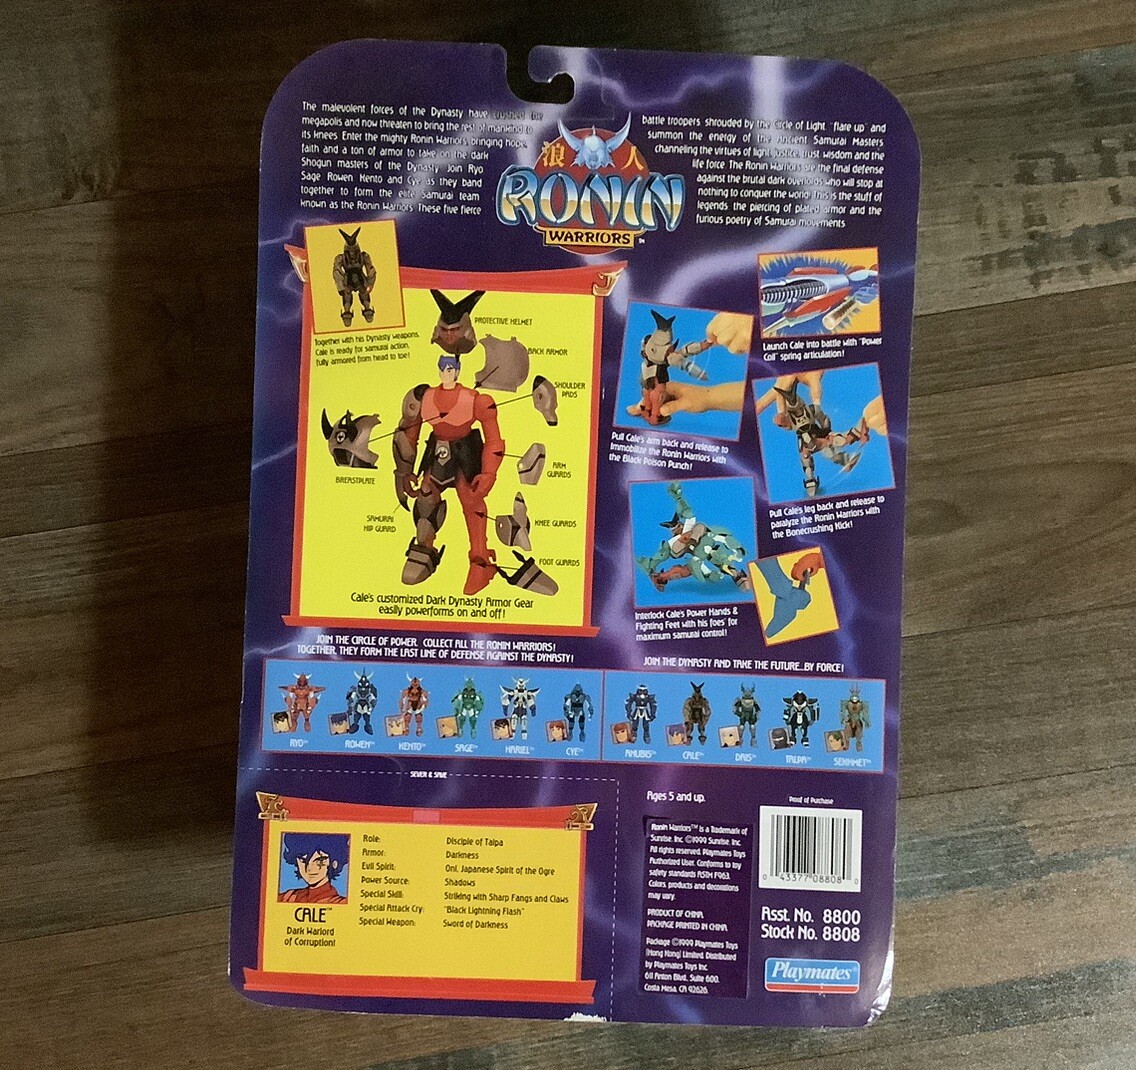 The malevolent forces of the Dynasty have crushed the
megapolis and now threaten to bring the rest of mankind to
its knees Enter the mighty Ronin Warriors bringing hope,
faith and a ton of armor to take on the dark
Shogun masters of the Dynasty Join Ryo
Sage Rowen Kento and Cye as they band
together to form the elite Samurai team
known as the Ronin Warriors These five fierce
battle troopers shrouded by the Circle of Light "flare up" and
summon the energy of the Ancient Samurai Masters
channeling the virtues of light, justice, trust wisdom and the
life force. The Ronin Warriors are the final defense
against the brutal dark overlords who will stop at
nothing to conquer the world This is the stuff of
legends the piercing of plated armor and the
furious poetry of Samurai movements
浪人
RONIN
WARRIORS
Together with his Dynasty weapons,
Cale is ready for samurai action,
fully armored from head to toe!
PROTECTIVE HELMET
BACK ARMOR
SHOULDER
PADS
BREASTPLATE
ARM
GUARDS
SAMURAI
HIP GUARD
KNEE GUARDS
FOOT GUARDS
Cale's customized Dark Dynasty Armor Gear
easily powerforms on and off!
Launch Cale into battle with "Power
Coil" spring articulation!
Pull Cale's arm back and release to
immobilize the Ronin Warriors with
the Black Poison Punch!
Pull Cale's leg back and release to
paralyze the Ronin Warriors with
the Bonecrushing Kick!
Interlock Cale's Power Hands &
Fighting Feet with his foes' for
maximum samurai control!
JOIN THE CIRCLE OF POWER. COLLECT ALL THE RONIN WARRIORS!
TOGETHER, THEY FORM THE LAST LINE OF DEFENSE AGAINST THE DYNASTY!
JOIN THE DYNASTY AND TAKE THE FUTURE...BY FORCE!
RYO™ ROWEN™ KENTO™ SAGE™ HARIEL™ CYE™ ANUBIS™ CALE™ DAIS™ TALPA™ SEKHMET™
SEVER & SAVE
CALE™
Dark Warlord
of Corruption!
Role: Disciple of Talpa
Armor: Darkness
Evil Spirit: Oni, Japanese Spirit of the Ogre
Power Source: Shadows
Special Skill: Striking with Sharp Fangs and Claws
Special Attack Cry: "Black Lightning Flash"
Special Weapon: Sword of Darkness
Ages 5 and up.
Proof of Purchase
Ronin Warriors™ is a Trademark of
Sunrise, Inc. ©1999 Sunrise, Inc.
All rights reserved. Playmates Toys
Authorized User. Conforms to toy
safety standards ASTM F963.
Colors, products and decorations
may vary.
PRODUCT OF CHINA.
PACKAGE PRINTED IN CHINA.
Package ©1999 Playmates Toys
(Hong Kong) Limited. Distributed
by Playmates Toys Inc.
611 Anton Blvd., Suite 600,
Costa Mesa, CA 92626.
0 43377 08808 0
Asst. No. 8800
Stock No. 8808
Playmates®